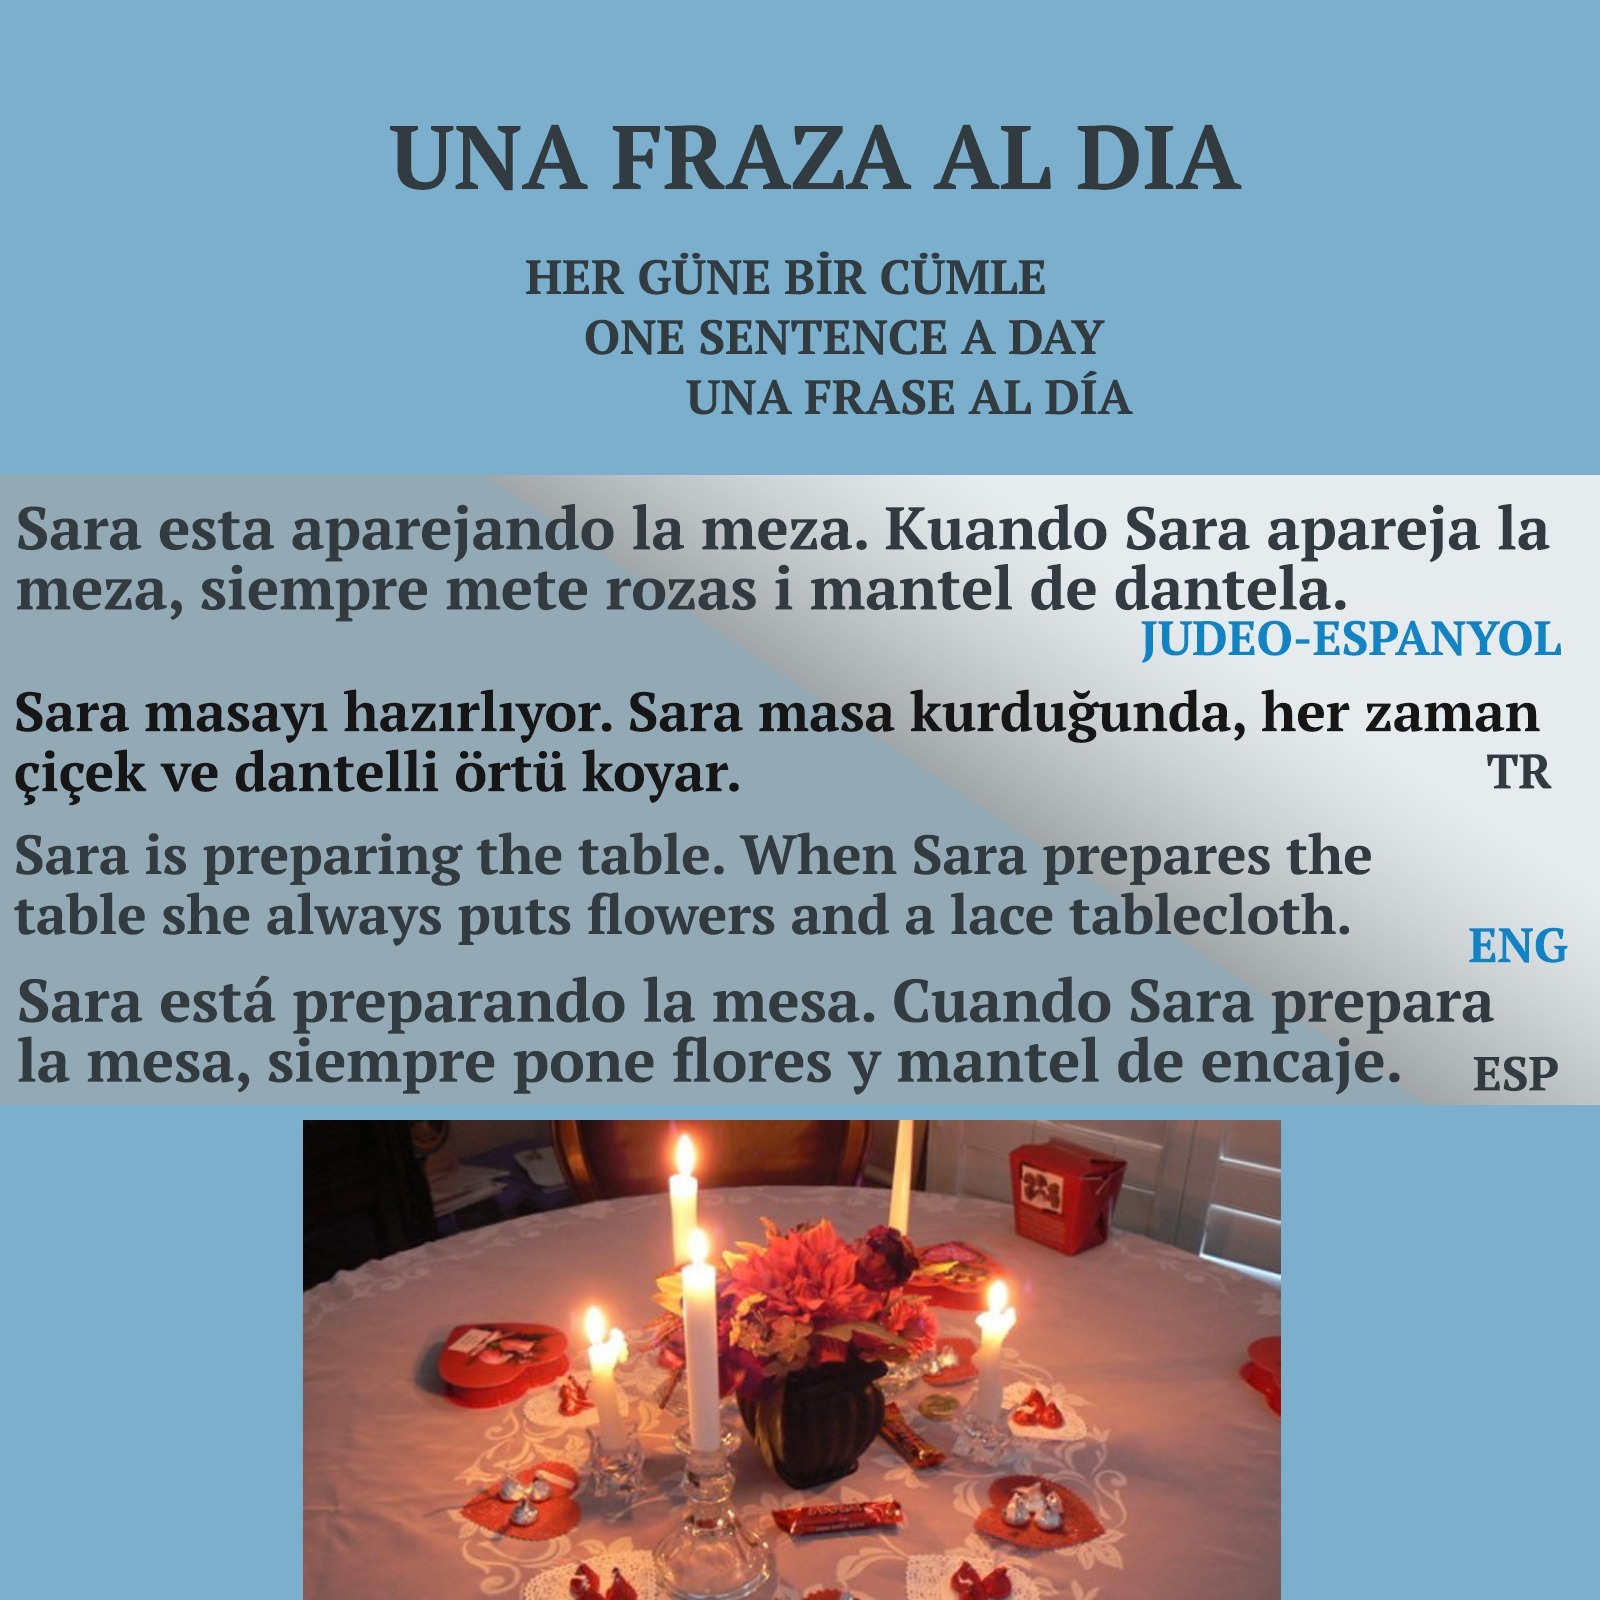 UNA FRAZA AL DIA
HER GÜNE BİR CÜMLE
ONE SENTENCE A DAY
UNA FRASE AL DÍA
Sara esta aparejando la meza. Kuando Sara apareja la
meza, siempre mete rozas i mantel de dantela.
JUDEO-ESPANYOL
Sara masayı hazırlıyor. Sara masa kurduğunda, her zaman
çiçek ve dantelli örtü koyar.
TR
Sara is preparing the table. When Sara prepares the
table she always puts flowers and a lace tablecloth.
ENG
Sara está preparando la mesa. Cuando Sara prepara
la mesa, siempre pone flores y mantel de encaje.
ESP